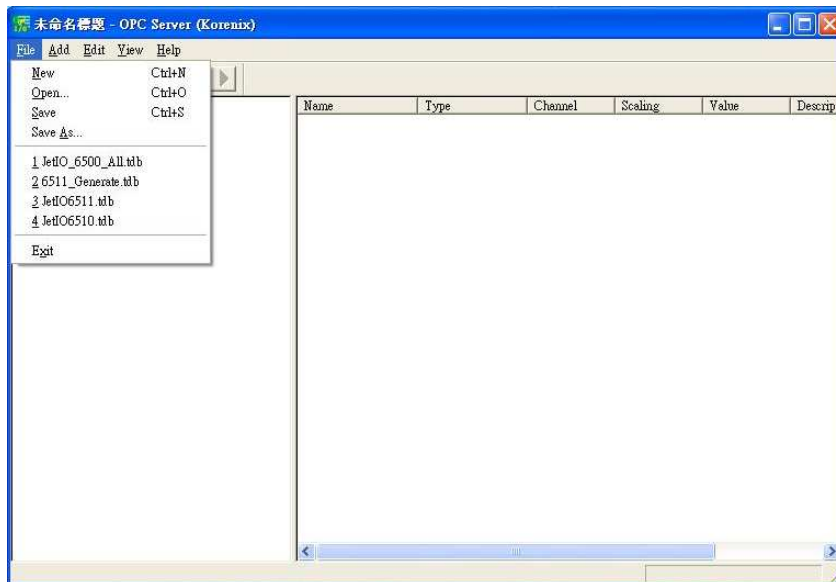 未命名標題 - OPC Server (Korenix)
File Add Edit View Help
New Ctrl+N
Open... Ctrl+O
Save Ctrl+S
Save As...
1 JetIO_6500_All.tdb
2 6511_Generate.tdb
3 JetIO6511.tdb
4 JetIO6510.tdb
Exit
Name Type Channel Scaling Value Descrip